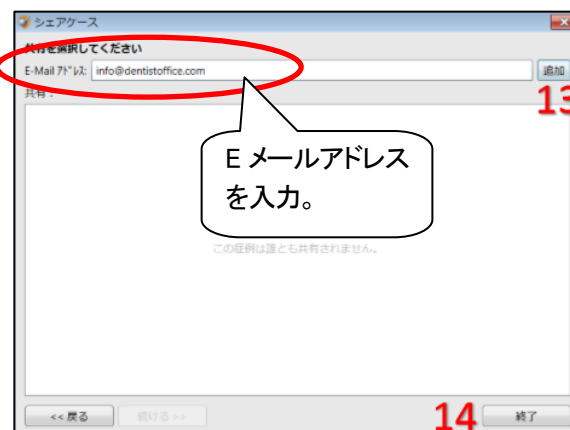 シェアケース
共有を選択してください
E-Mail ｱﾄﾞﾚｽ: info@dentistoffice.com 追加
共有： 13
E メールアドレス
を入力。
この症例は誰とも共有されません。
<< 戻る 続ける >> 14 終了